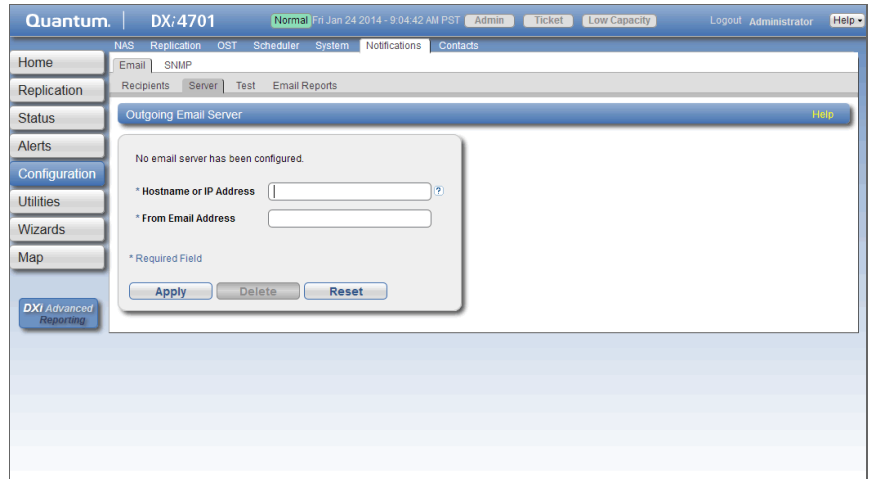 Quantum. DXi4701 Normal Fri Jan 24 2014 - 9:04:42 AM PST Admin Ticket Low Capacity Logout Administrator Help
NAS Replication OST Scheduler System Notifications Contacts
Home
Email SNMP
Replication
Recipients Server Test Email Reports
Status
Outgoing Email Server Help
Alerts
No email server has been configured.
Configuration
* Hostname or IP Address ?
Utilities
* From Email Address
Wizards
Map
* Required Field
Apply Delete Reset
DXi Advanced
Reporting